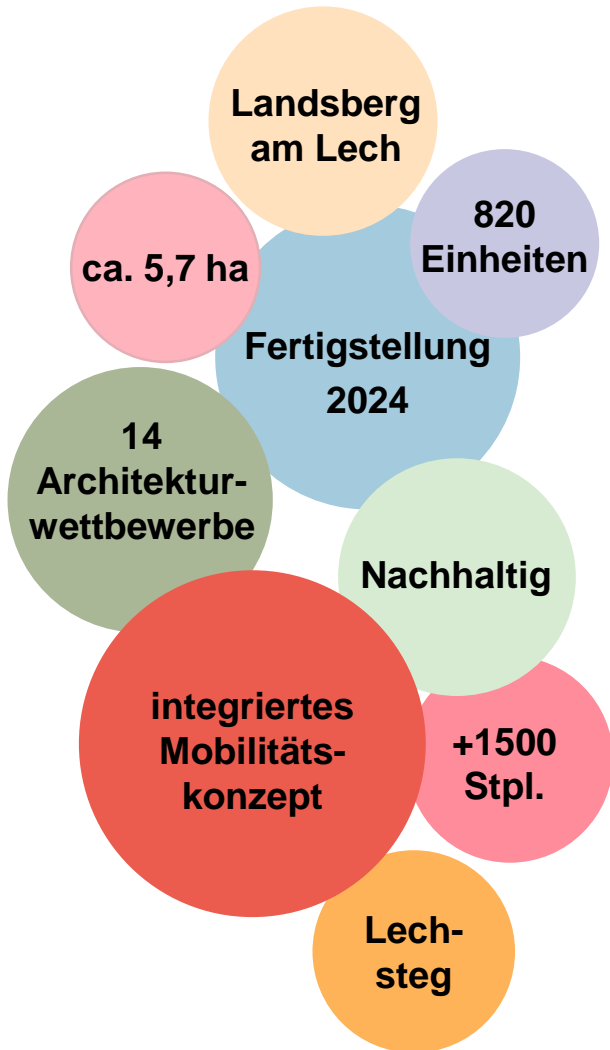 Landsberg
am Lech
820
Einheiten
ca. 5,7 ha
Fertigstellung
2024
14
Architektur-
wettbewerbe
Nachhaltig
integriertes
Mobilitäts-
konzept
+1500
Stpl.
Lech-
steg